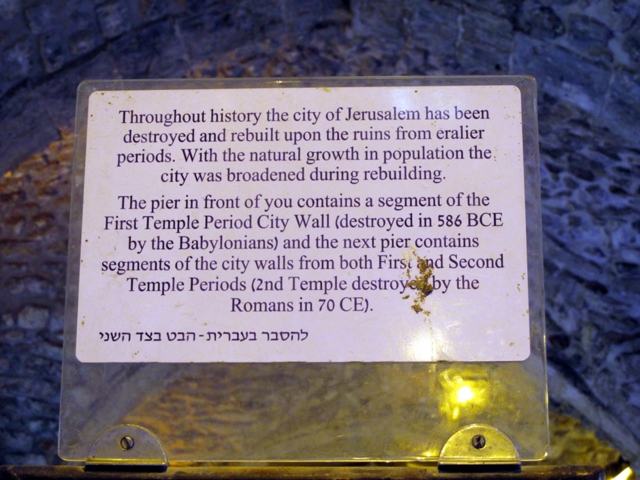 Throughout history the city of Jerusalem has been
destroyed and rebuilt upon the ruins from eralier
periods. With the natural growth in population the
city was broadened during rebuilding.
The pier in front of you contains a segment of the
First Temple Period City Wall (destroyed in 586 BCE
by the Babylonians) and the next pier contains
segments of the city walls from both First and Second
Temple Periods (2nd Temple destroyed by the
Romans in 70 CE).
להסבר בעברית - הבט בצד השני